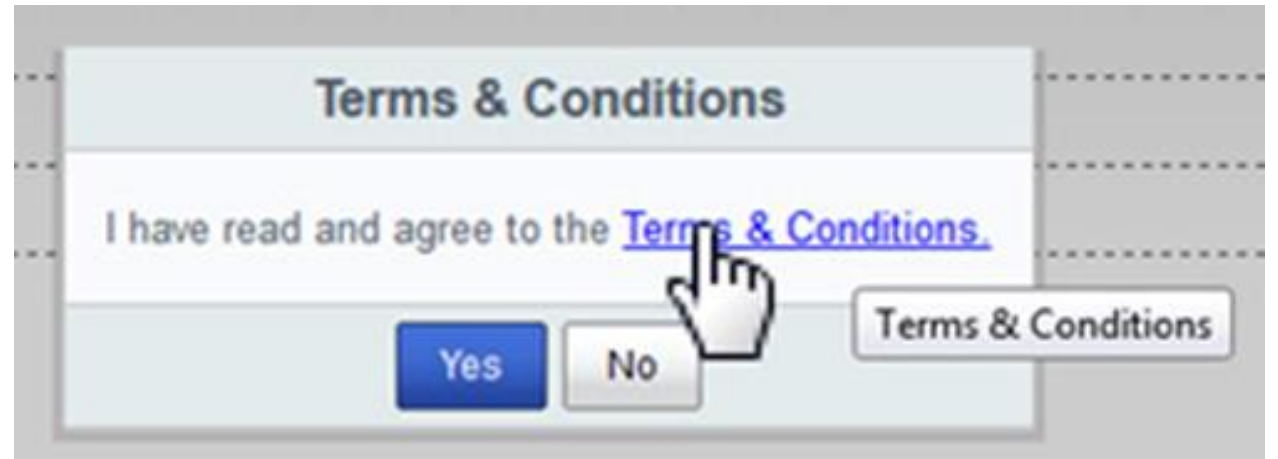 Terms & Conditions
I have read and agree to the Terms & Conditions.
Terms & Conditions
Yes No